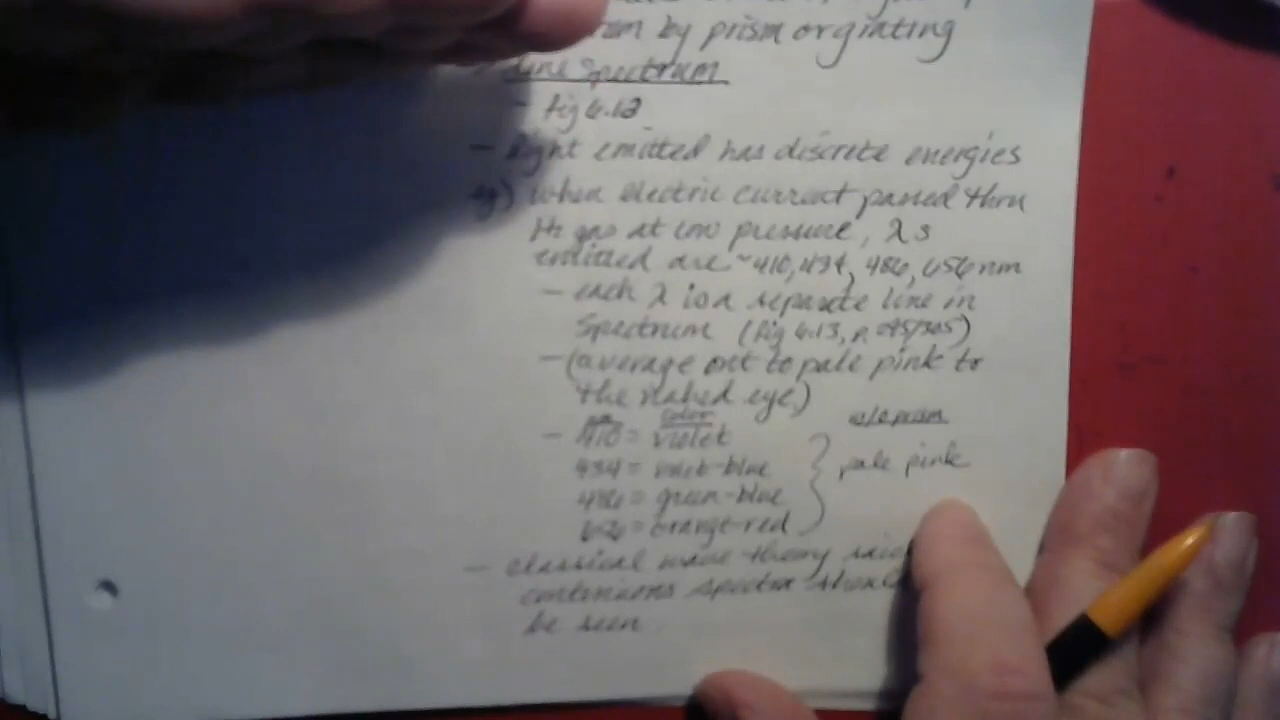 by prism orginating
Line Spectrum
- fig 6.12
- light emitted has discrete energies
eg) when electric current passed thru
H2 gas at low pressure, λs
emitted are ~410, 434, 486, 656 nm
- each λ is a separate line in
Spectrum (fig 6.13, p. /305)
- (average out to pale pink to
the naked eye)
nm color w/o prism
- 410 = violet
434 = violet-blue
486 = green-blue
656 = orange-red
} pale pink
- classical wave theory said
continuous spectra should
be seen